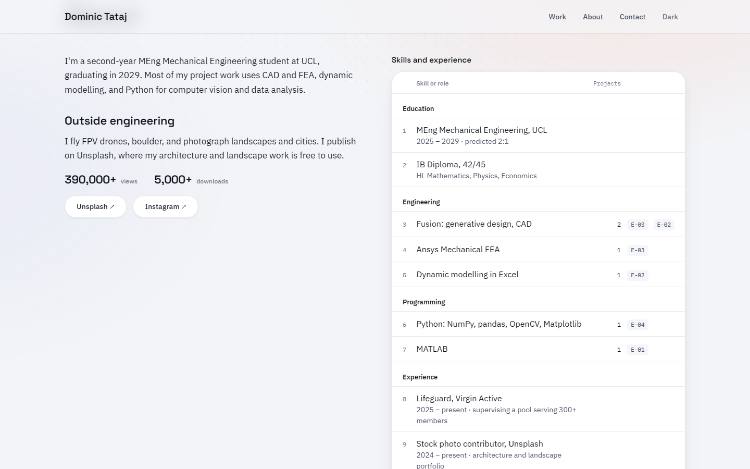 Dominic Tataj
Work About Contact Dark
I'm a second-year MEng Mechanical Engineering student at UCL,
graduating in 2029. Most of my project work uses CAD and FEA, dynamic
modelling, and Python for computer vision and data analysis.
Outside engineering
I fly FPV drones, boulder, and photograph landscapes and cities. I publish
on Unsplash, where my architecture and landscape work is free to use.
390,000+ views 5,000+ downloads
Unsplash ↗ Instagram ↗
Skills and experience
Skill or role Projects
Education
1 MEng Mechanical Engineering, UCL
2025 – 2029 · predicted 2:1
2 IB Diploma, 42/45
HL Mathematics, Physics, Economics
Engineering
3 Fusion: generative design, CAD 2 E-03 E-02
4 Ansys Mechanical FEA 1 E-03
5 Dynamic modelling in Excel 1 E-02
Programming
6 Python: NumPy, pandas, OpenCV, Matplotlib 1 E-04
7 MATLAB 1 E-01
Experience
8 Lifeguard, Virgin Active
2025 – present · supervising a pool serving 300+
members
9 Stock photo contributor, Unsplash
2024 – present · architecture and landscape
portfolio